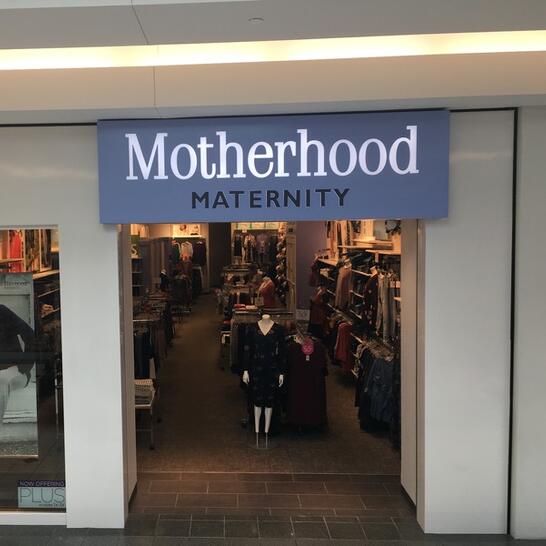 Motherhood
MATERNITY
NOW OFFERING
PLUS